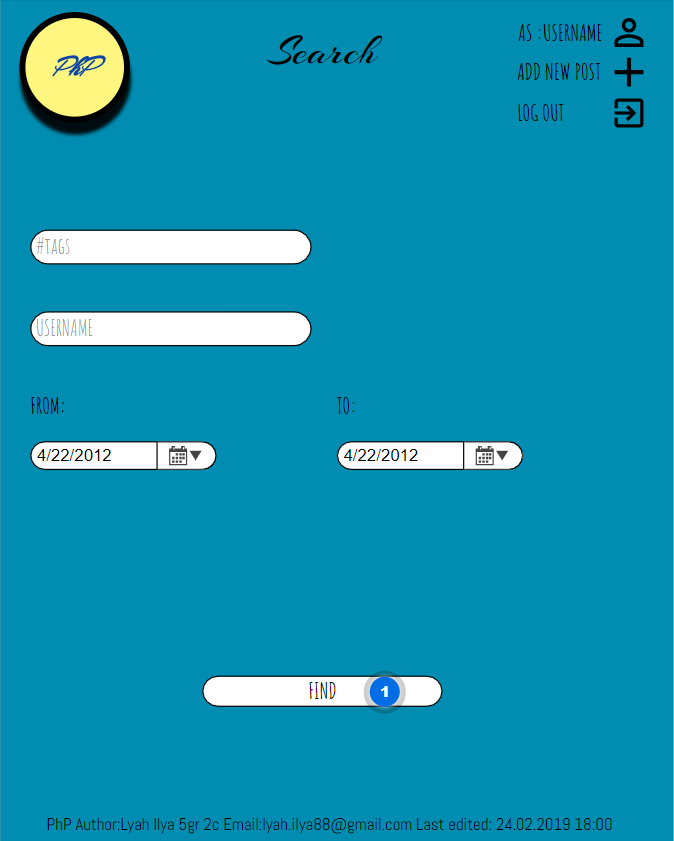 PhP
Search
AS :USERNAME
ADD NEW POST
LOG OUT
#TAGS
USERNAME
FROM:
TO:
4/22/2012
4/22/2012
FIND
1
PhP Author:Lyah Ilya 5gr 2c Email:lyah.ilya88@gmail.com Last edited: 24.02.2019 18:00